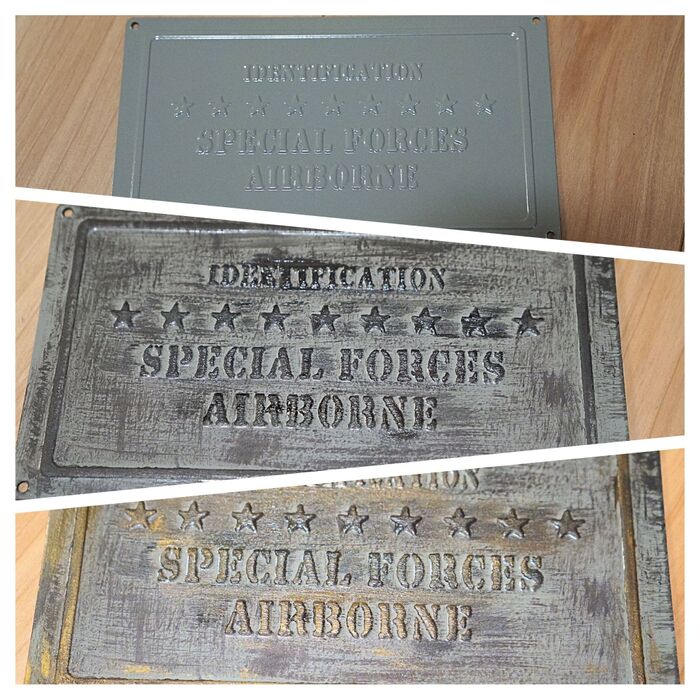 IDENTIFICATION
SPECIAL FORCES
AIRBORNE
IDENTIFICATION
SPECIAL FORCES
AIRBORNE
SPECIAL FORCES
AIRBORNE